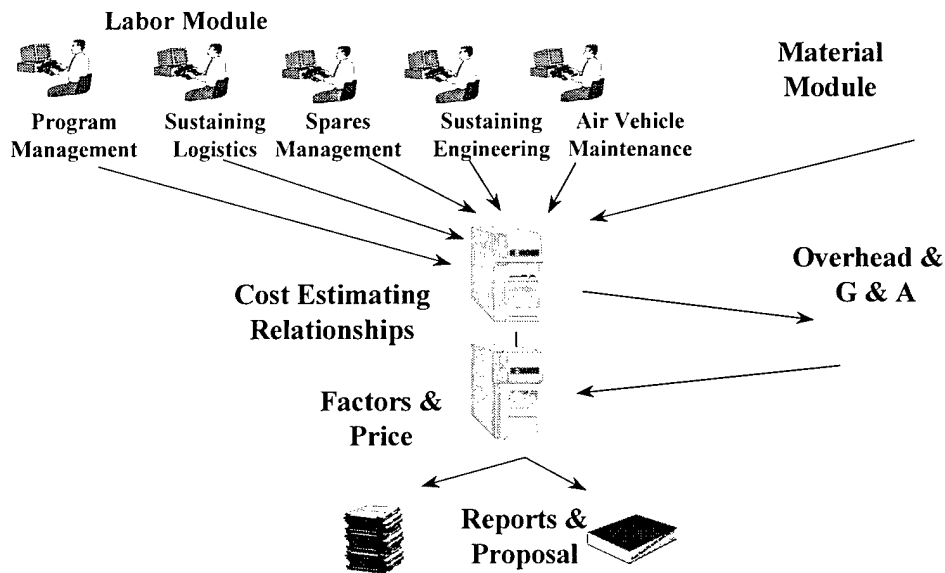 Labor Module
Material
Module
Program
Management
Sustaining
Logistics
Spares
Management
Sustaining
Engineering
Air Vehicle
Maintenance
Overhead &
G & A
Cost Estimating
Relationships
Factors &
Price
Reports &
Proposal